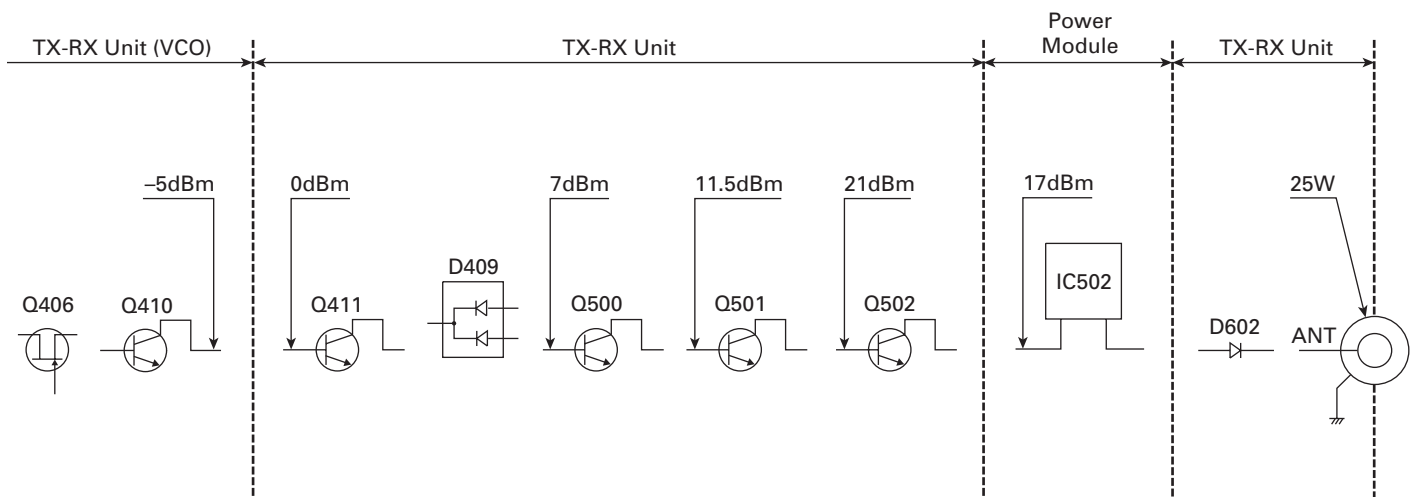 Power
Module
TX-RX Unit (VCO)
TX-RX Unit
TX-RX Unit
–5dBm
0dBm
7dBm
11.5dBm
21dBm
17dBm
25W
D409
IC502
Q406
Q410
Q411
Q500
Q501
Q502
D602
ANT